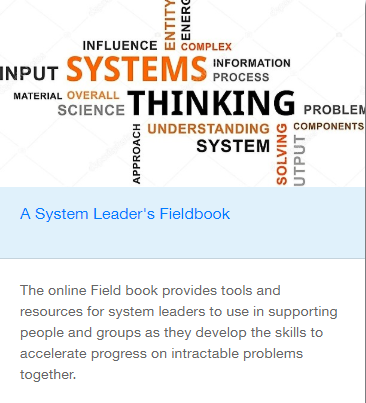 ENTITY
ENERG
INFLUENCE
COMPLEX
INPUT SYSTEMS INFORMATION
PROCESS
MATERIAL OVERALL
SCIENCE THINKING PROBLEM
APPROACH
UNDERSTANDING
COMPONENTS
SYSTEM
SOLVING
UTPUT
A System Leader's Fieldbook
The online Field book provides tools and
resources for system leaders to use in supporting
people and groups as they develop the skills to
accelerate progress on intractable problems
together.